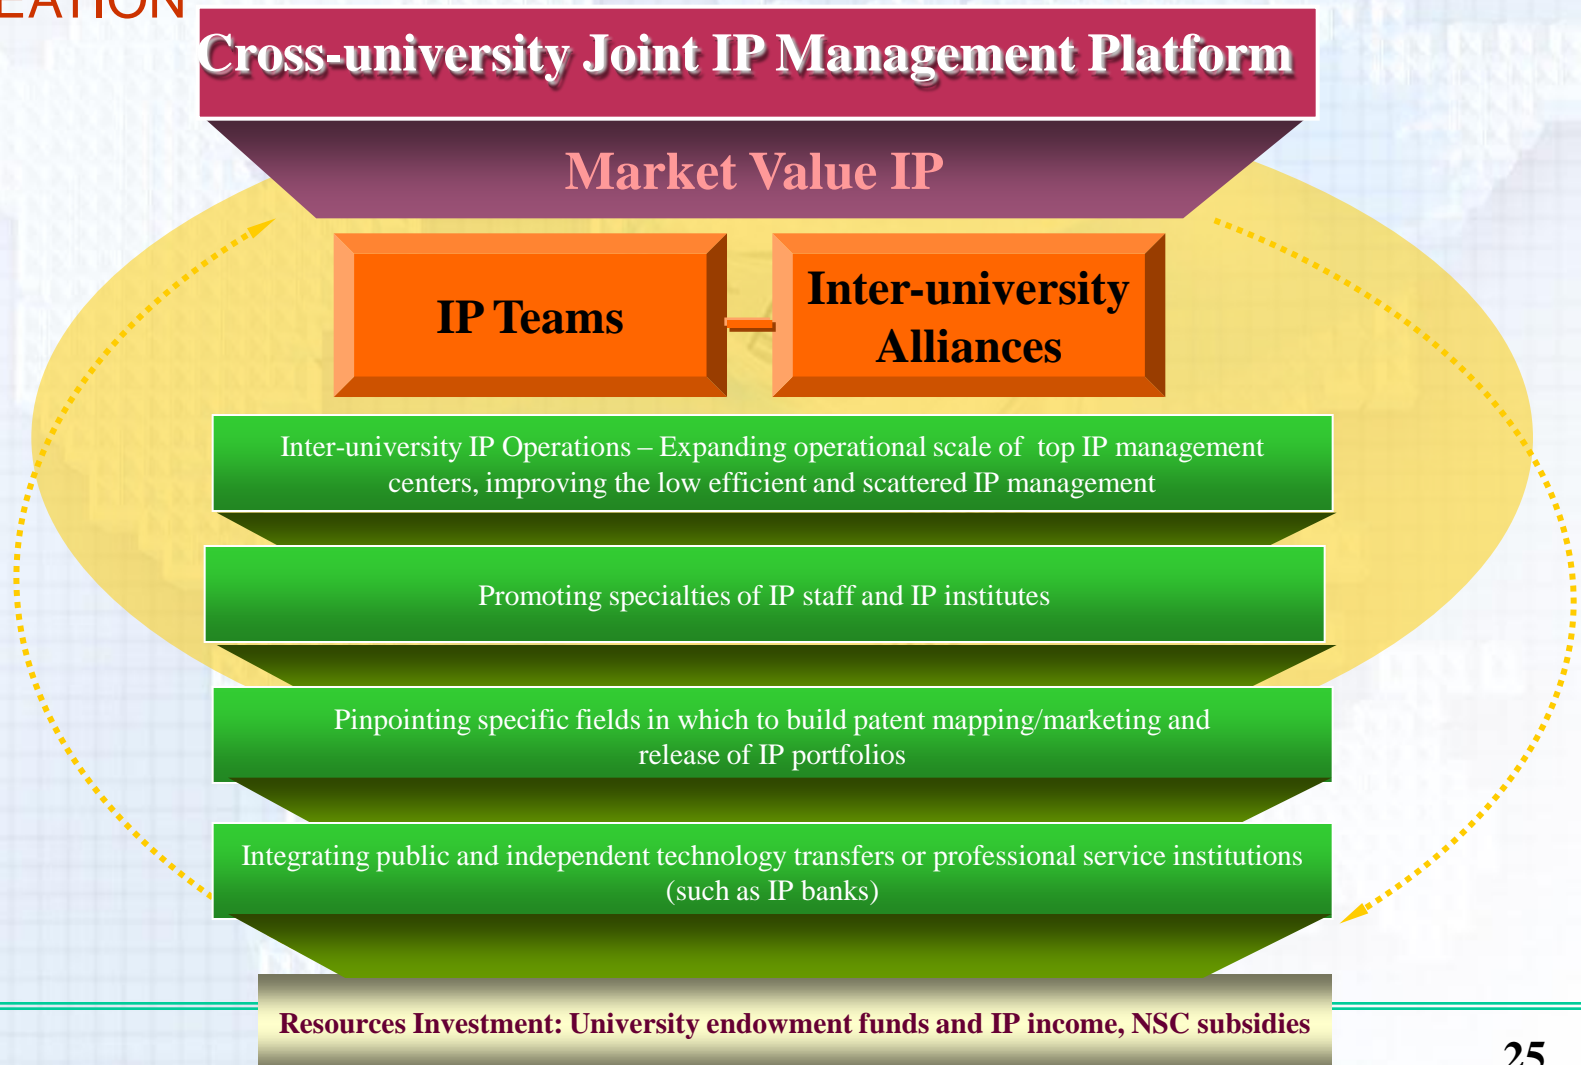 EATION
Cross-university Joint IP Management Platform
Market Value IP
IP Teams
Inter-university
Alliances
Inter-university IP Operations – Expanding operational scale of top IP management
centers, improving the low efficient and scattered IP management
Promoting specialties of IP staff and IP institutes
Pinpointing specific fields in which to build patent mapping/marketing and
release of IP portfolios
Integrating public and independent technology transfers or professional service institutions
(such as IP banks)
Resources Investment: University endowment funds and IP income, NSC subsidies
25